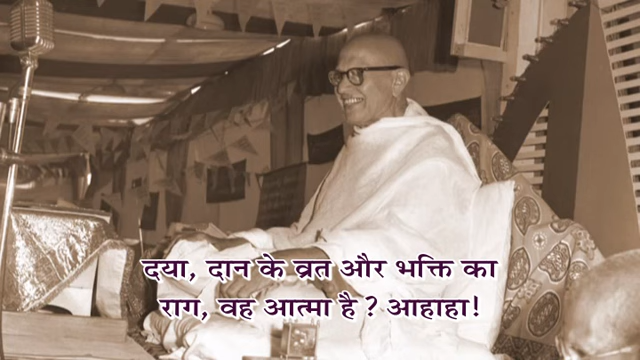 दया, दान के व्रत और भक्ति का
राग, वह आत्मा है ? आहाहा!